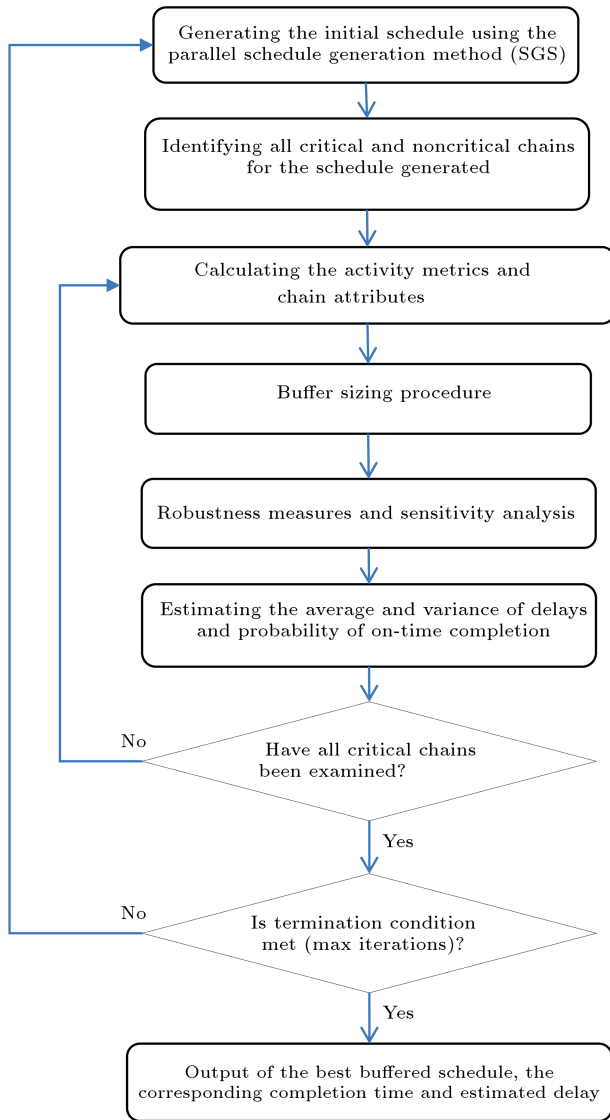 Generating the initial schedule using the
parallel schedule generation method (SGS)
Identifying all critical and noncritical chains
for the schedule generated
Calculating the activity metrics and
chain attributes
Buffer sizing procedure
Robustness measures and sensitivity analysis
Estimating the average and variance of delays
and probability of on-time completion
No
Have all critical chains
been examined?
Yes
No
Is termination condition
met (max iterations)?
Yes
Output of the best buffered schedule, the
corresponding completion time and estimated delay